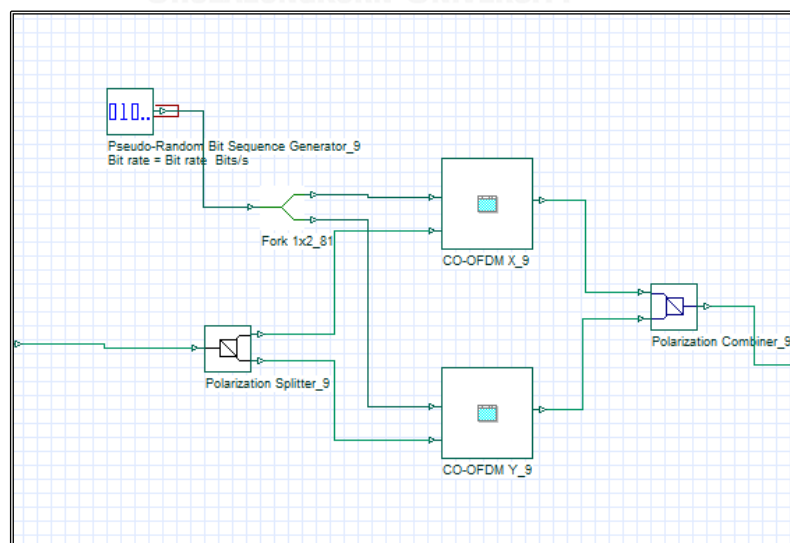 010..
Pseudo-Random Bit Sequence Generator_9
Bit rate = Bit rate Bits/s
Fork 1x2_81
CO-OFDM X_9
Polarization Combiner_9
Polarization Splitter_9
CO-OFDM Y_9